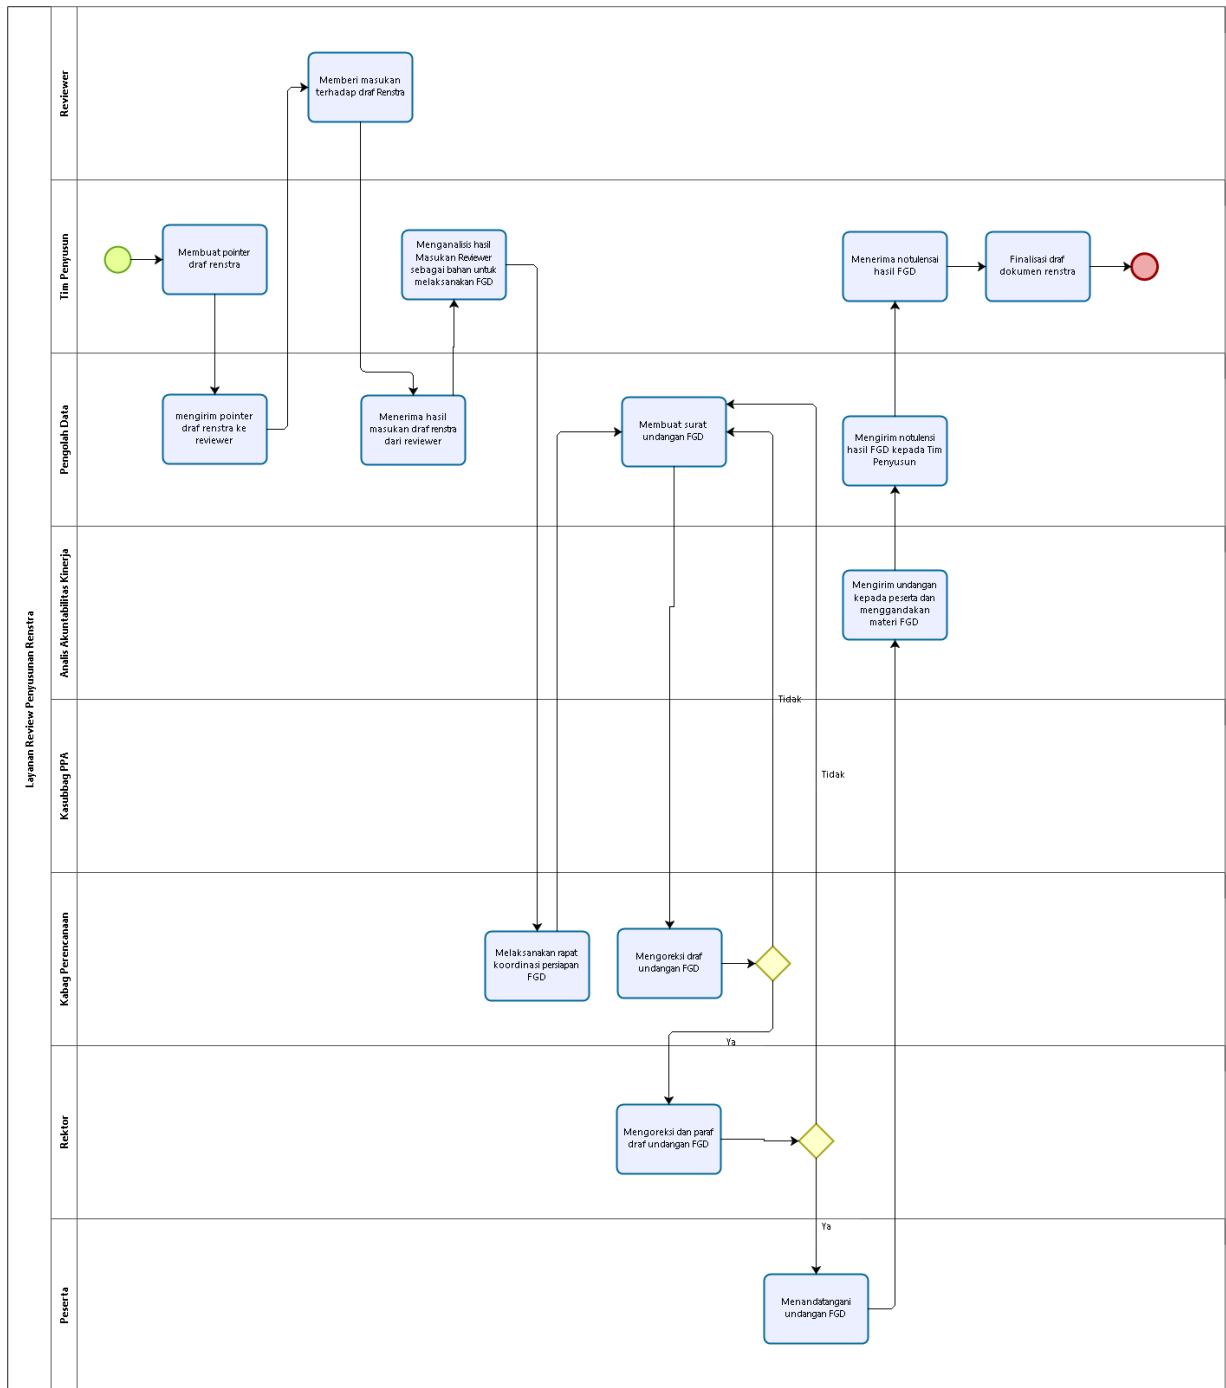 Layanan Review Penyusunan Renstra
Reviewer
Memberi masukan
terhadap draf Renstra
Tim Penyusun
Membuat pointer
draf renstra
Menganalisis hasil
Masukan Reviewer
sebagai bahan untuk
melaksanakan FGD
Menerima notulensai
hasil FGD
Finalisasi draf
dokumen renstra
Pengolah Data
mengirim pointer
draf renstra ke
reviewer
Menerima hasil
masukan draf renstra
dari reviewer
Membuat surat
undangan FGD
Mengirim notulensi
hasil FGD kepada Tim
Penyusun
Analis Akuntabilitas Kinerja
Mengirim undangan
kepada peserta dan
menggandakan
materi FGD
Tidak
Kasubbag PPA
Tidak
Kabag Perencanaan
Melaksanakan rapat
koordinasi persiapan
FGD
Mengoreksi draf
undangan FGD
Ya
Rektor
Mengoreksi dan paraf
draf undangan FGD
Ya
Peserta
Menandatangani
undangan FGD